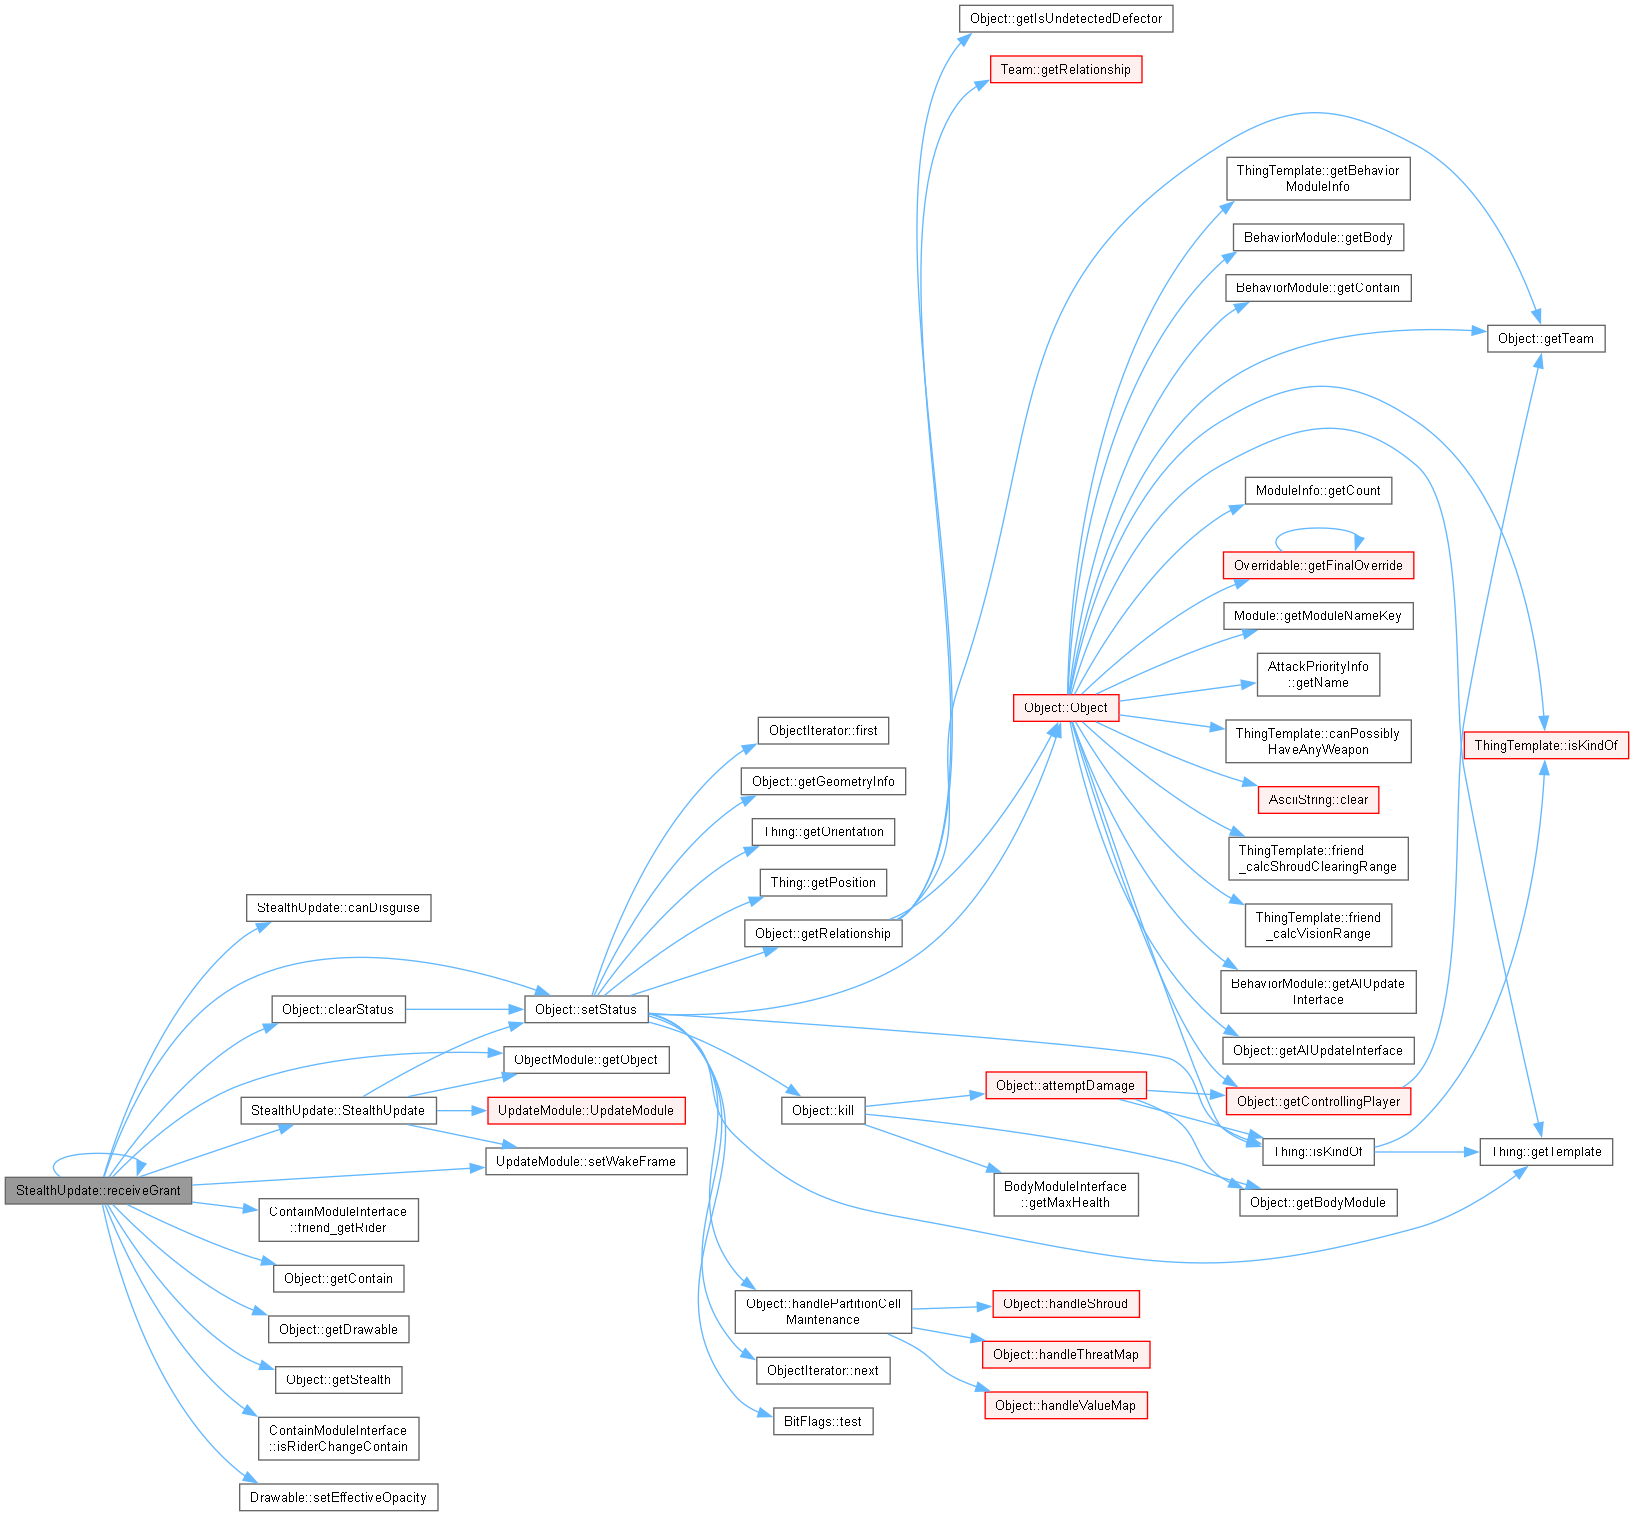 Object::getIsUndetectedDefector
Team::getRelationship
ThingTemplate::getBehavior
ModuleInfo
BehaviorModule::getBody
BehaviorModule::getContain
Object::getTeam
ModuleInfo::getCount
Overridable::getFinalOverride
Module::getModuleNameKey
AttackPriorityInfo
::getName
Object::Object
ThingTemplate::canPossibly
HaveAnyWeapon
ThingTemplate::isKindOf
ObjectIterator::first
Object::getGeometryInfo
AsciiString::clear
Thing::getOrientation
ThingTemplate::friend
_calcShroudClearingRange
Thing::getPosition
StealthUpdate::canDisguise
Object::getRelationship
ThingTemplate::friend
_calcVisionRange
BehaviorModule::getAIUpdate
Interface
Object::clearStatus
Object::setStatus
Object::getAIUpdateInterface
ObjectModule::getObject
Object::attemptDamage
Object::getControllingPlayer
StealthUpdate::StealthUpdate
UpdateModule::UpdateModule
Object::kill
Thing::isKindOf
Thing::getTemplate
UpdateModule::setWakeFrame
StealthUpdate::receiveGrant
BodyModuleInterface
::getMaxHealth
Object::getBodyModule
ContainModuleInterface
::friend_getRider
Object::getContain
Object::handlePartitionCell
Maintenance
Object::handleShroud
Object::getDrawable
Object::handleThreatMap
Object::getStealth
ObjectIterator::next
Object::handleValueMap
ContainModuleInterface
::isRiderChangeContain
BitFlags::test
Drawable::setEffectiveOpacity